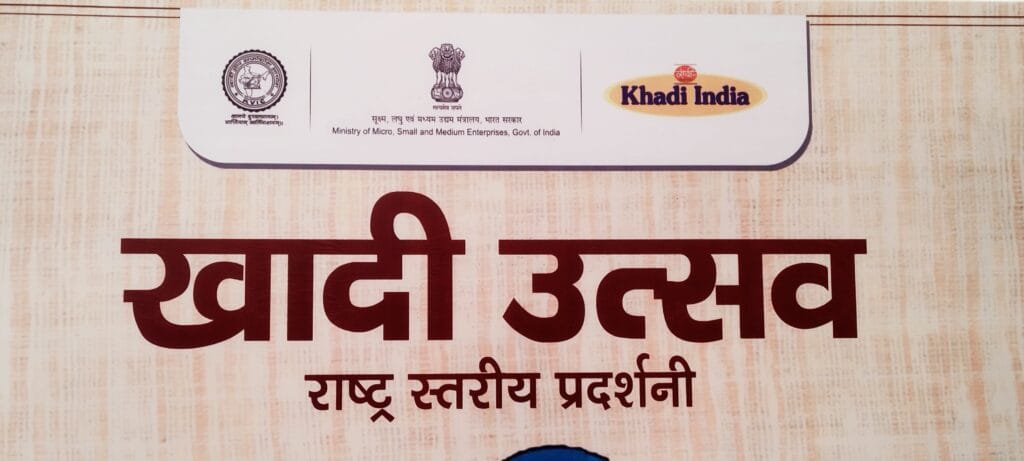 KVIC
सत्यमेव जयते
सूक्ष्म, लघु एवं मध्यम उद्यम मंत्रालय, भारत सरकार
Ministry of Micro, Small and Medium Enterprises, Govt. of India
खादी
Khadi India
खादी उत्सव
राष्ट्र स्तरीय प्रदर्शनी